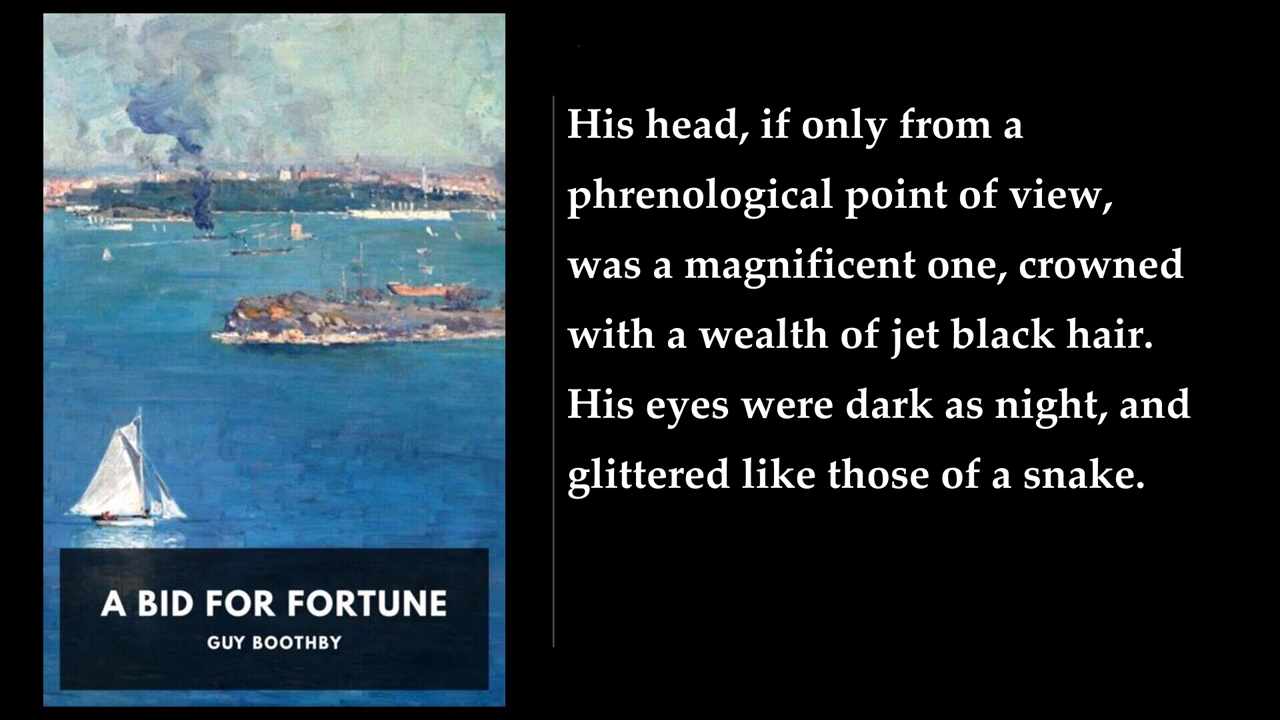 His head, if only from a
phrenological point of view,
was a magnificent one, crowned
with a wealth of jet black hair.
His eyes were dark as night, and
glittered like those of a snake.
A BID FOR FORTUNE
GUY BOOTHBY